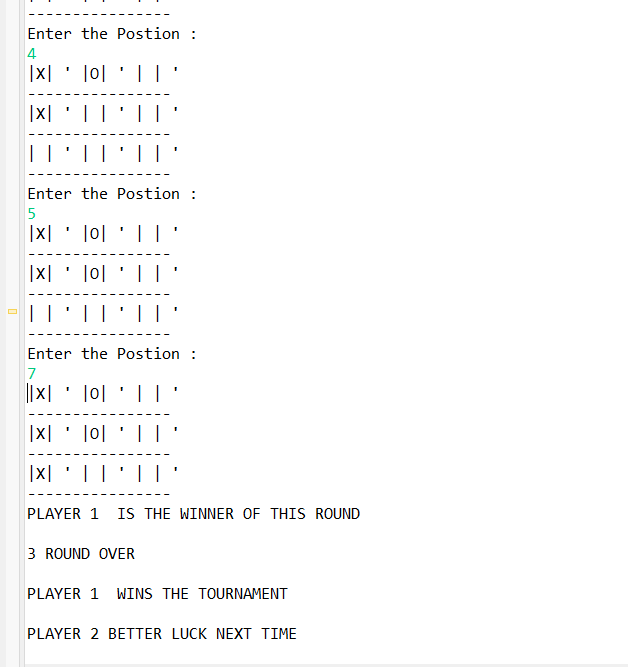 ----------------
Enter the Postion :
4
|X| ' |O| ' | | '
----------------
|X| ' | | ' | | '
----------------
| | ' | | ' | | '
----------------
Enter the Postion :
5
|X| ' |O| ' | | '
----------------
|X| ' |O| ' | | '
----------------
| | ' | | ' | | '
----------------
Enter the Postion :
7
|X| ' |O| ' | | '
----------------
|X| ' |O| ' | | '
----------------
|X| ' | | ' | | '
----------------
PLAYER 1  IS THE WINNER OF THIS ROUND
3 ROUND OVER
PLAYER 1  WINS THE TOURNAMENT
PLAYER 2 BETTER LUCK NEXT TIME